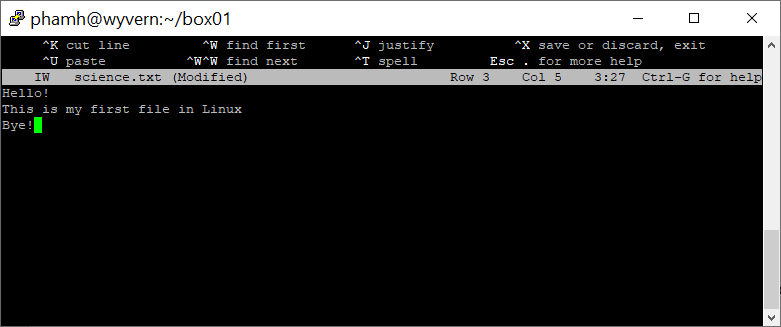 phamh@wyvern:~/box01
^K cut line ^W find first ^J justify ^X save or discard, exit
^U paste ^W^W find next ^T spell Esc . for more help
IW science.txt (Modified) Row 3 Col 5 3:27 Ctrl-G for help
Hello!
This is my first file in Linux
Bye!